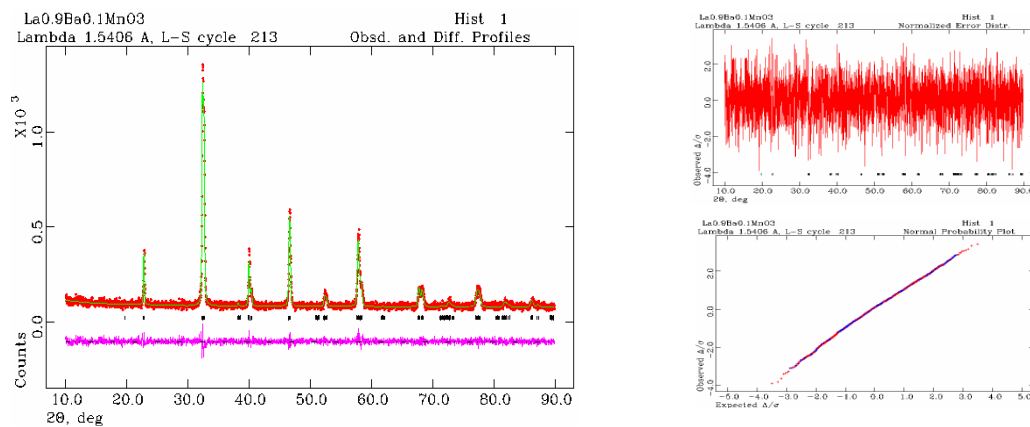 La0.9Ba0.1MnO3 Hist 1
Lambda 1.5406 A, L-S cycle 213 Obsd. and Diff. Profiles
X10 3
1.0
0.5
0.0
Counts
10.0 20.0 30.0 40.0 50.0 60.0 70.0 80.0 90.0
2θ, deg
La0.9Ba0.1MnO3 Hist 1
Lambda 1.5406 A, L-S cycle 213 Normalized Error Distr.
Observed Δ/σ
4.0
2.0
0.0
-2.0
-4.0
10.0 20.0 30.0 40.0 50.0 60.0 70.0 80.0 90.0
2θ, deg
La0.9Ba0.1MnO3 Hist 1
Lambda 1.5406 A, L-S cycle 213 Normal Probability Plot
Observed Δ/σ
2.0
0.0
-2.0
-4.0
-5.0 -4.0 -3.0 -2.0 -1.0 0.0 1.0 2.0 3.0 4.0 5.0
Expected Δ/σ